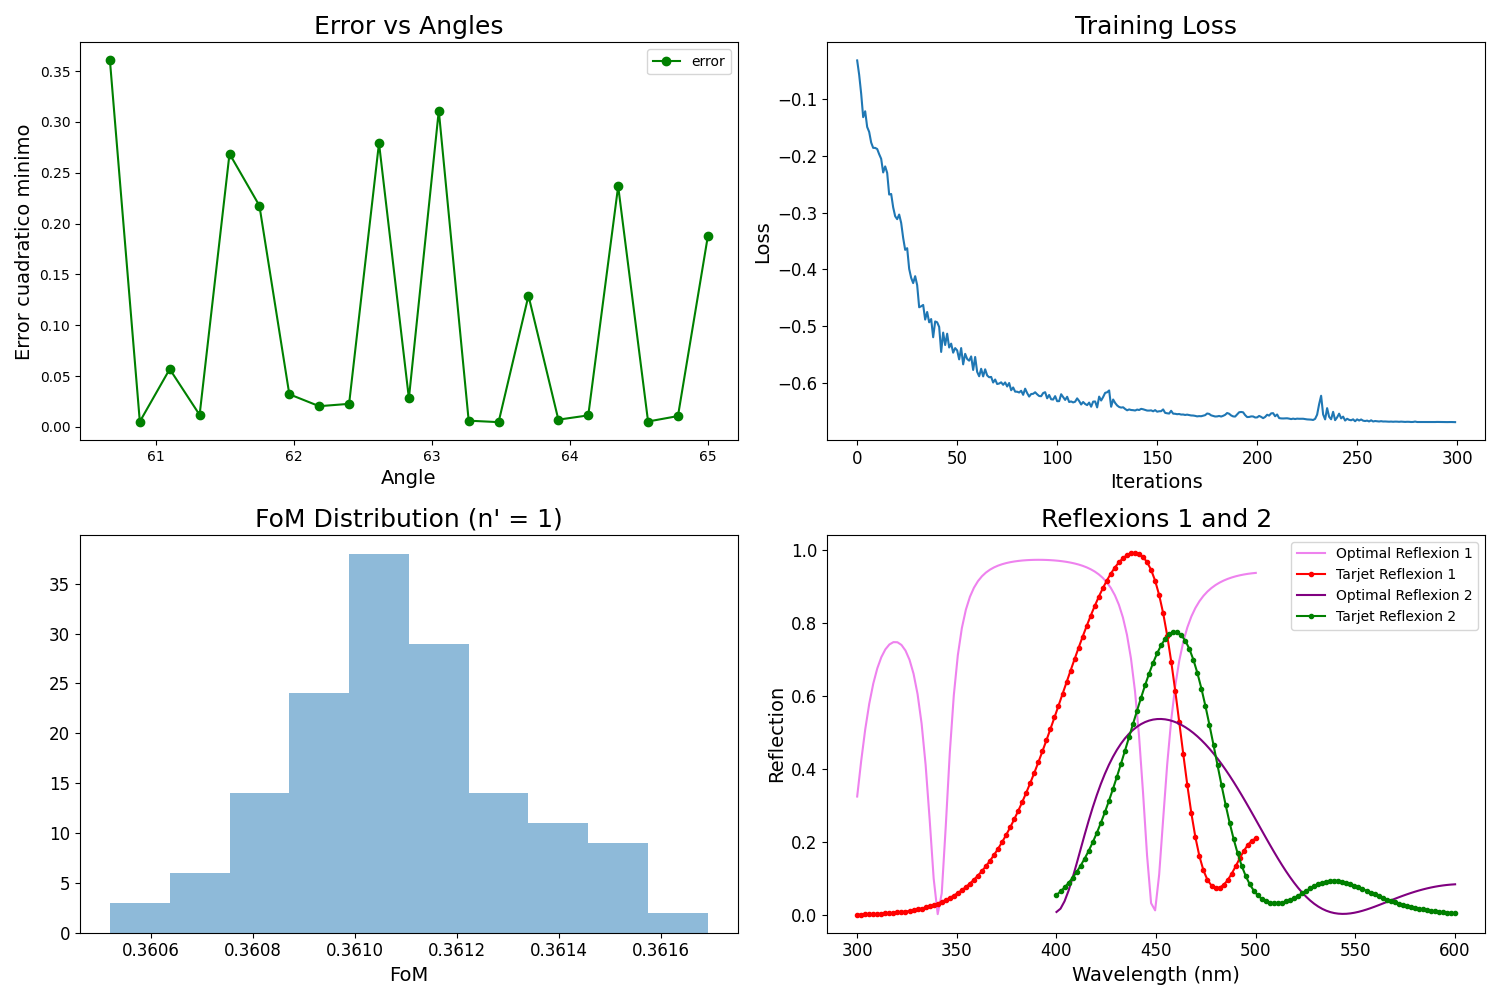 Error vs Angles
error
0.35
0.30
0.25
0.20
0.15
0.10
0.05
0.00
Error cuadratico minimo
61 62 63 64 65
Angle
Training Loss
−0.1
−0.2
−0.3
−0.4
−0.5
−0.6
Loss
0 50 100 150 200 250 300
Iterations
FoM Distribution (n' = 1)
35
30
25
20
15
10
5
0
0.3606 0.3608 0.3610 0.3612 0.3614 0.3616
FoM
Reflexions 1 and 2
Optimal Reflexion 1
Tarjet Reflexion 1
Optimal Reflexion 2
Tarjet Reflexion 2
1.0
0.8
0.6
0.4
0.2
0.0
Reflection
300 350 400 450 500 550 600
Wavelength (nm)